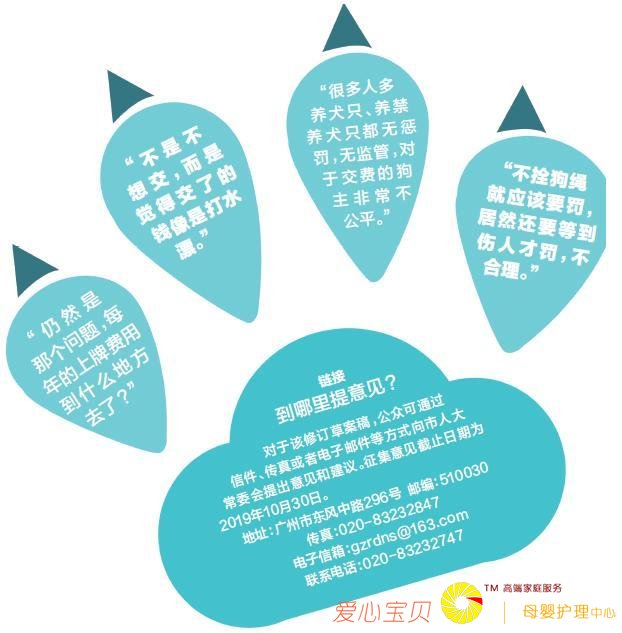 “很多人多
养犬只、养禁
养犬只都无惩
罚，无监管，对
于交费的狗
主非常不
公平。”
“不是不
想交，而是
觉得交了的
钱像是打水
漂。”
“不拴狗绳
就应该要罚，
居然还要等到
伤人才罚，不
合理。”
“仍然是
那个问题，每
年的上牌费用
到什么地方
去了？”
链接
到哪里提意见？
对于该修订草案稿，公众可通过
信件、传真或者电子邮件等方式向市人大
常委会提出意见和建议。征集意见截止日期为
2019年10月30日。
地址：广州市东风中路296号 邮编：510030
传真：020-83232847
电子信箱：gzrdns@163.com
联系电话：020-83232747
爱心宝贝
TM 高端家庭服务
母婴护理中心